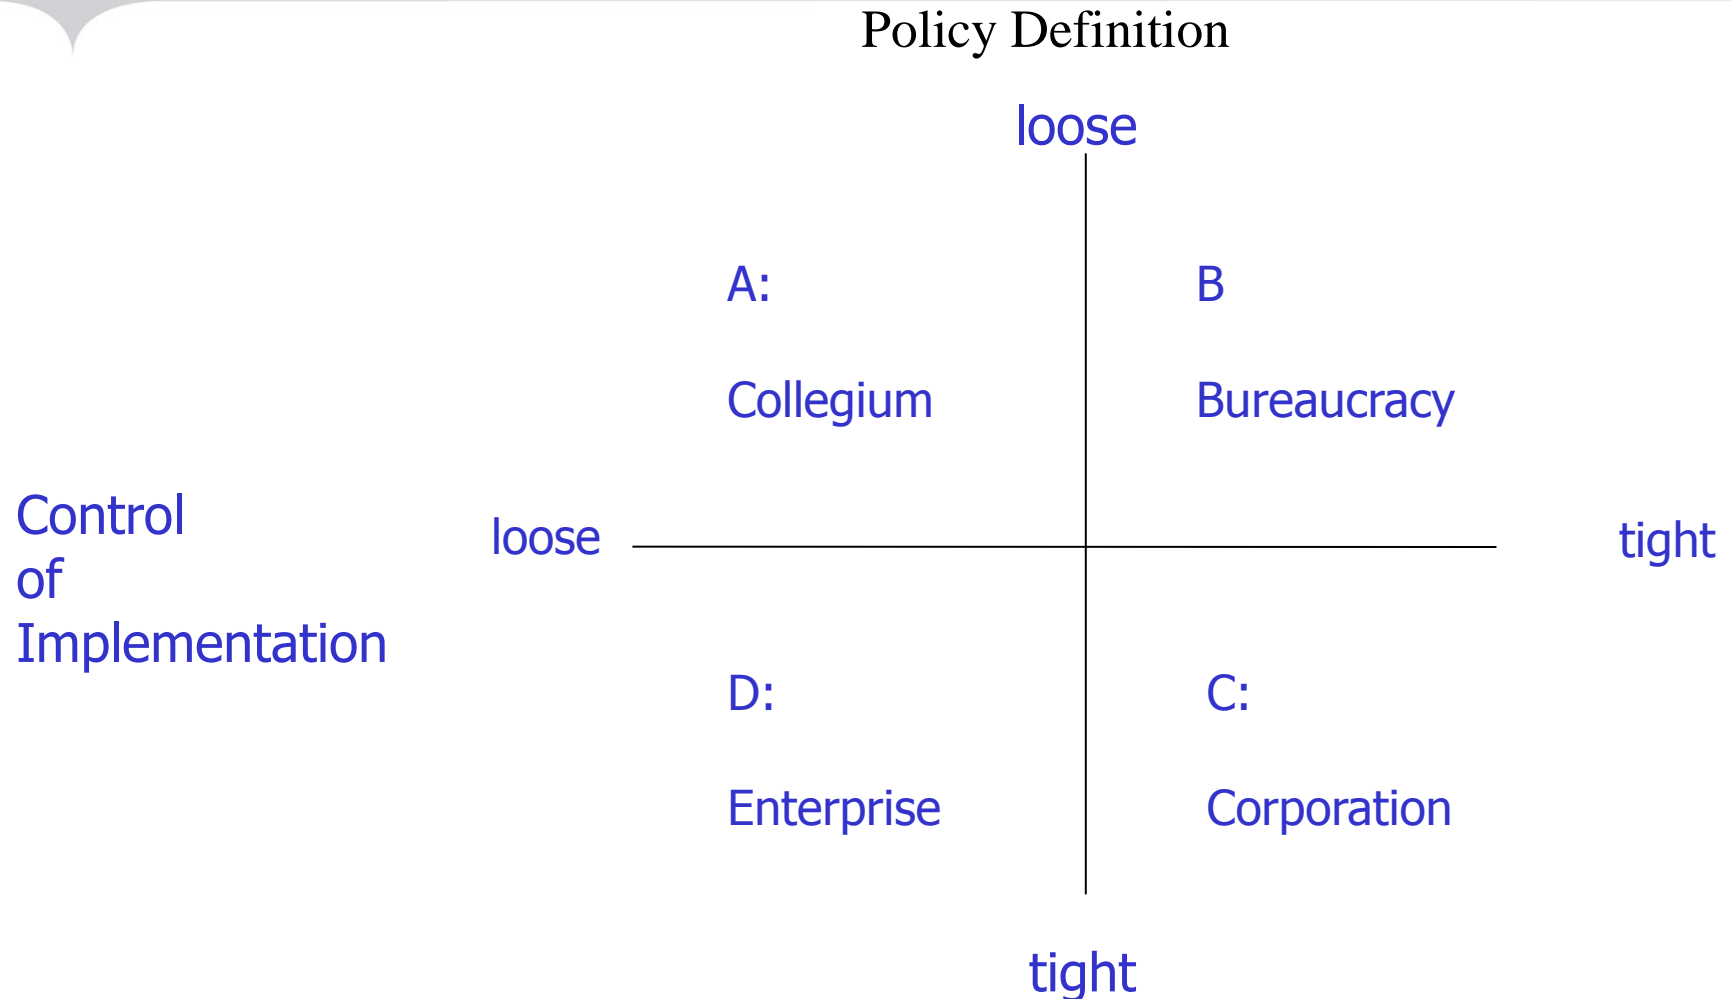 Policy Definition
loose
A:
B
Collegium
Bureaucracy
Control
of
Implementation
loose
tight
D:
C:
Enterprise
Corporation
tight